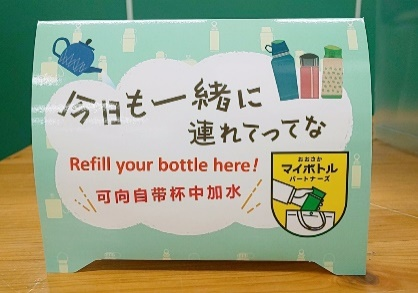 今日も一緒に
連れてってな
Refill your bottle here!
可向自带杯中加水
おおさか
マイボトル
パートナーズ